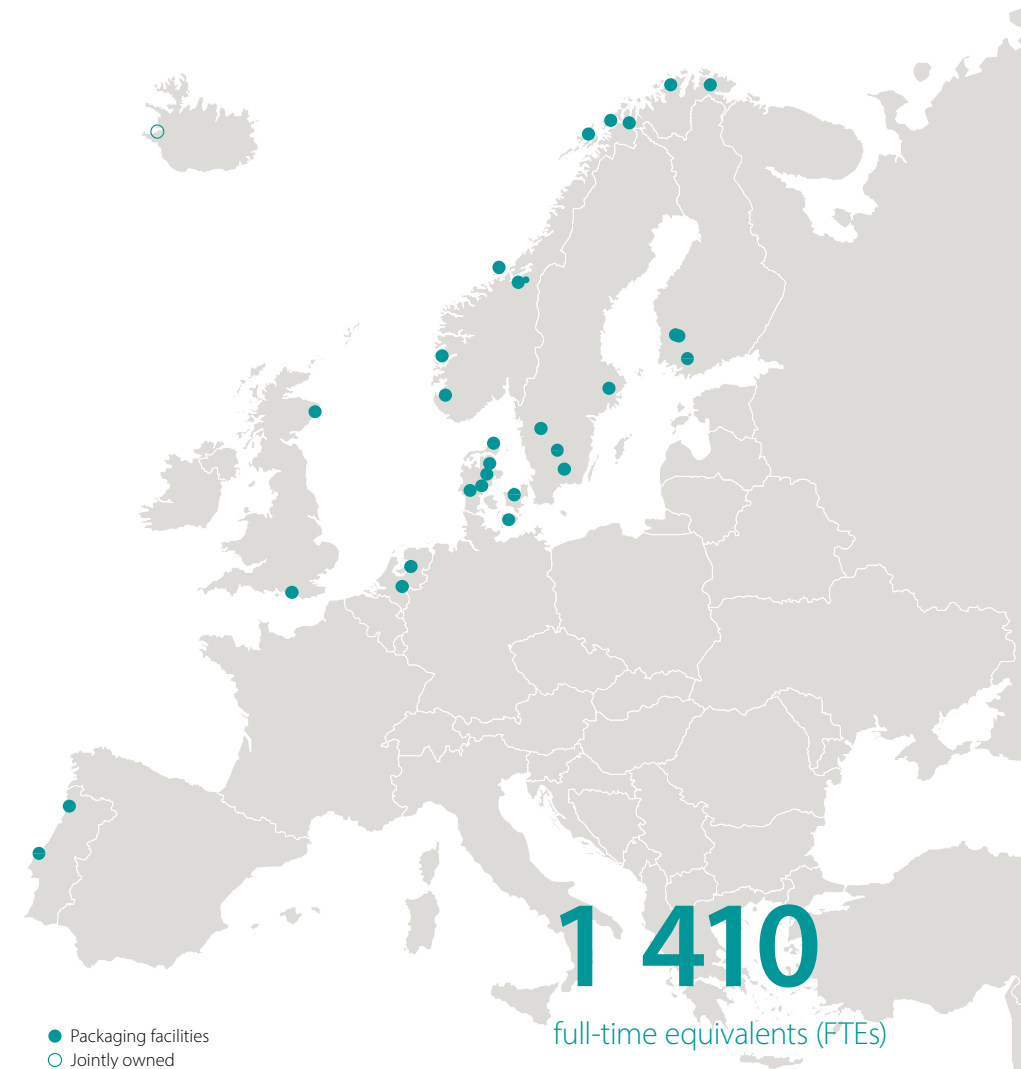 1 410
full-time equivalents (FTEs)
Packaging facilities
Jointly owned